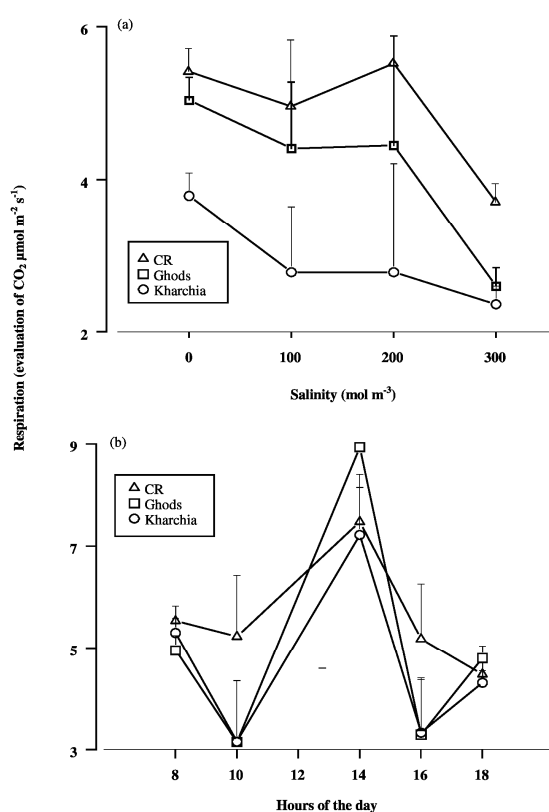 (a)
6
4
2
CR
Ghods
Kharchia
0 100 200 300
Salinity (mol m-3)
Respiration (evaluation of CO2 µmol m-2 s-1)
(b)
9
7
5
3
CR
Ghods
Kharchia
8 10 12 14 16 18
Hours of the day